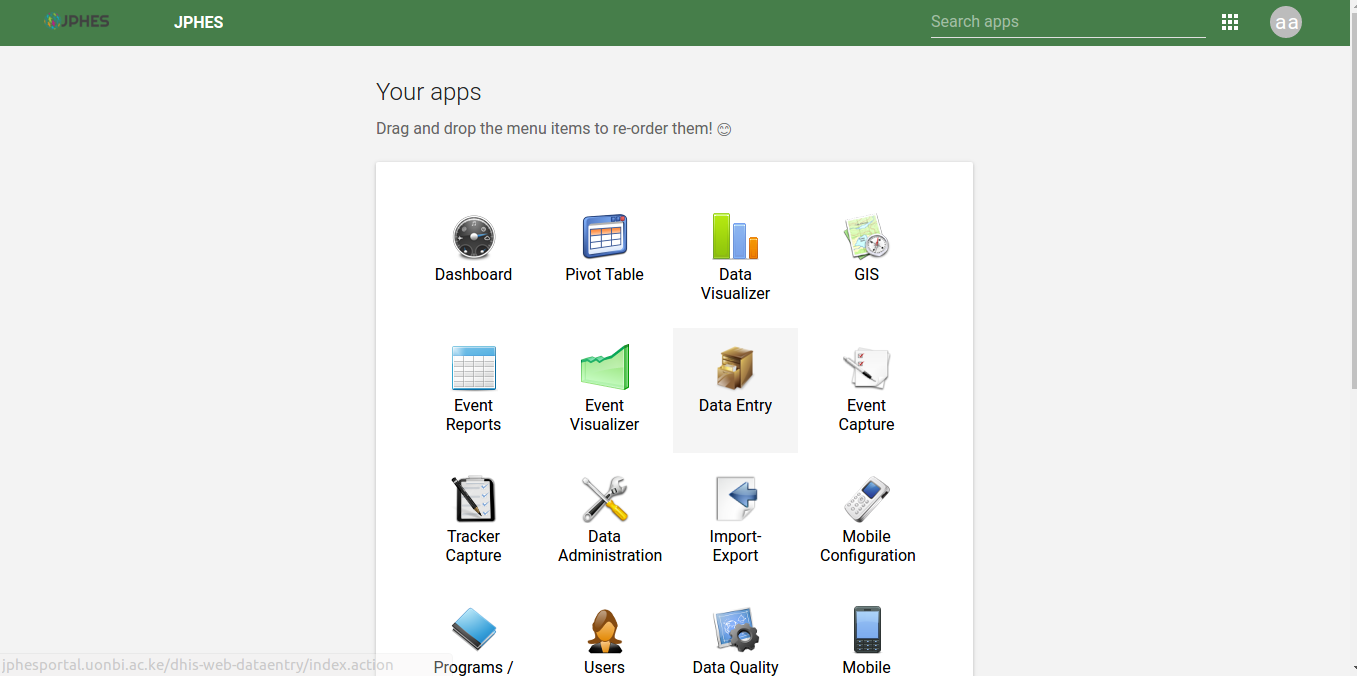 JPHES
JPHES
Search apps
aa
Your apps
Drag and drop the menu items to re-order them! 😊
Dashboard
Pivot Table
Data
Visualizer
GIS
Event
Reports
Event
Visualizer
Data Entry
Event
Capture
Tracker
Capture
Data
Administration
Import-
Export
Mobile
Configuration
Programs /
Users
Data Quality
Mobile
jphesportal.uonbi.ac.ke/dhis-web-dataentry/index.action